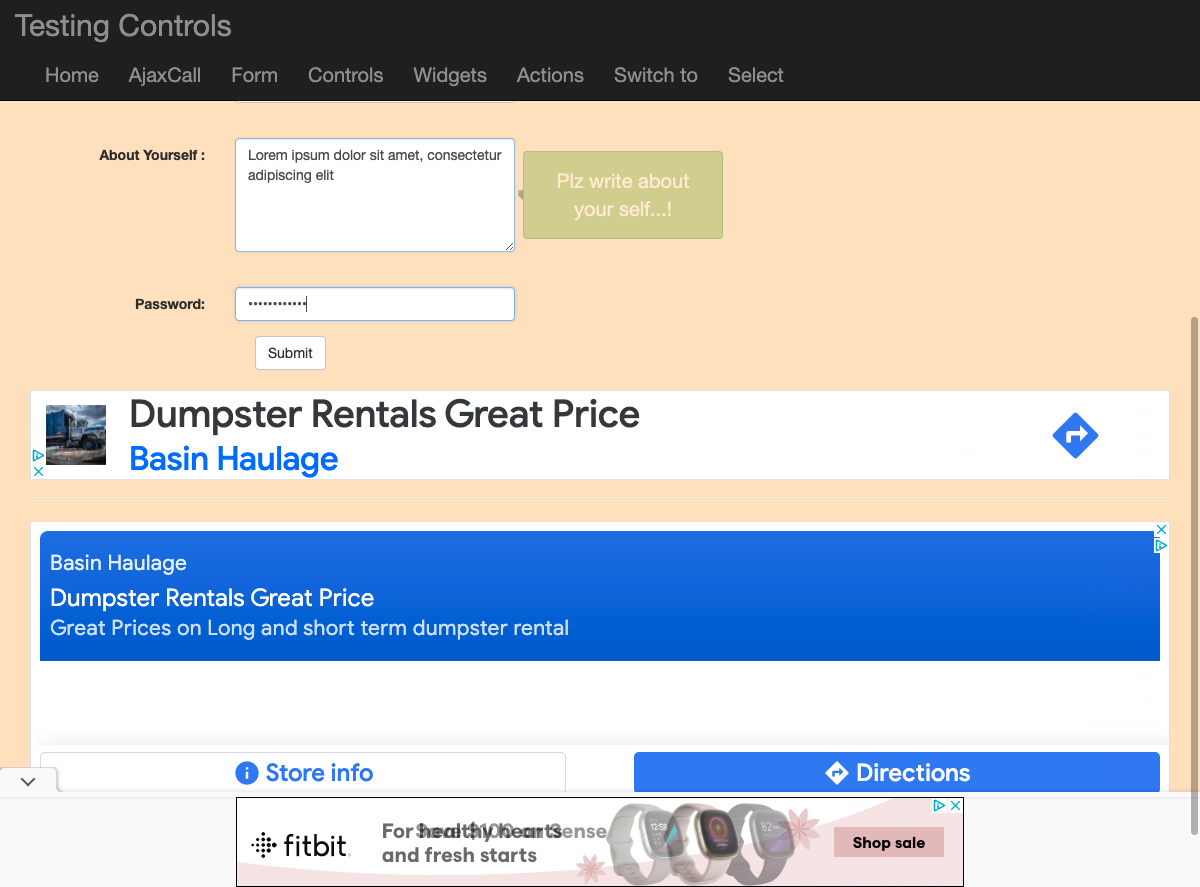 Testing Controls
Home AjaxCall Form Controls Widgets Actions Switch to Select
About Yourself :
Lorem ipsum dolor sit amet, consectetur
adipiscing elit
Plz write about
your self...!
Password:
••••••••••••
Submit
Dumpster Rentals Great Price
Basin Haulage
Basin Haulage
Dumpster Rentals Great Price
Great Prices on Long and short term dumpster rental
Store info
Directions
fitbit
For healthy hearts
and fresh starts
12:58
82
Shop sale